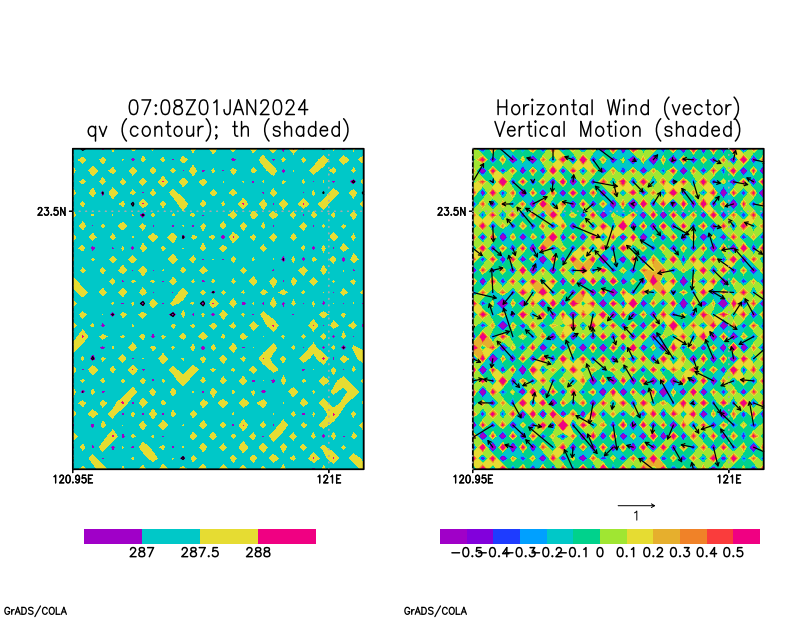 07:08Z01JAN2024
qv (contour); th (shaded)
23.5N
120.95E 121E
287 287.5 288
GrADS/COLA
Horizontal Wind (vector)
Vertical Motion (shaded)
23.5N
120.95E 121E
1
-0.5 -0.4 -0.3 -0.2 -0.1 0 0.1 0.2 0.3 0.4 0.5
GrADS/COLA